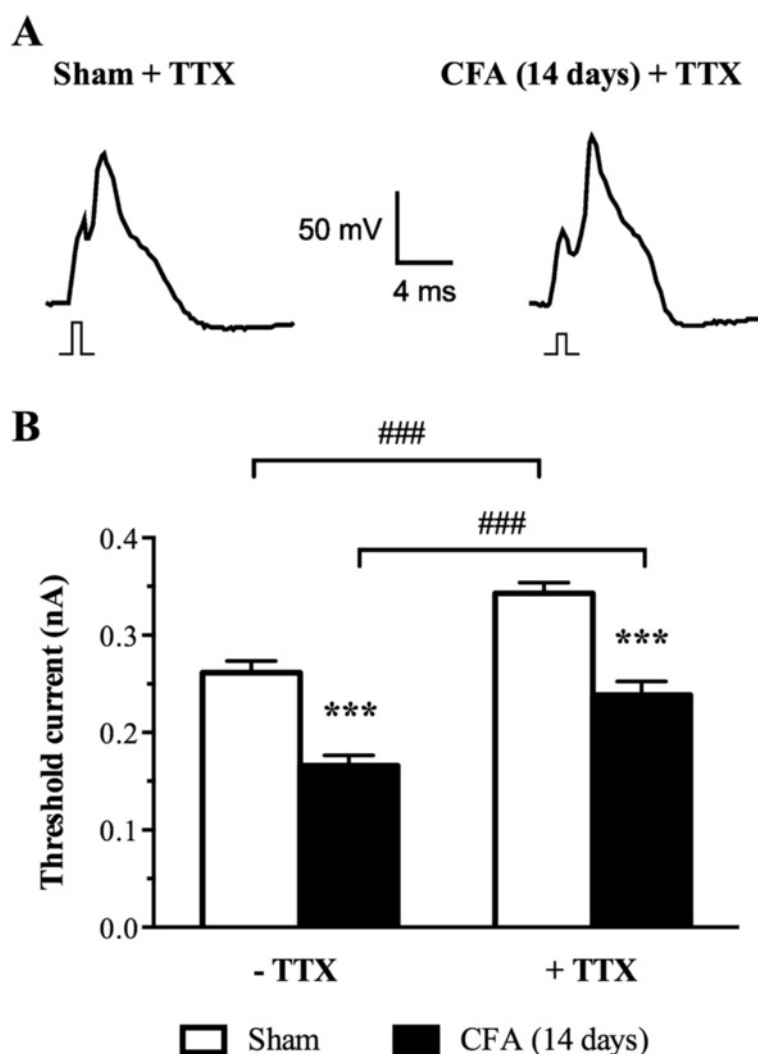 A
Sham + TTX
CFA (14 days) + TTX
50 mV
4 ms
B
###
###
Threshold current (nA)
0.4
0.3
0.2
0.1
0.0
***
***
- TTX
+ TTX
Sham
CFA (14 days)